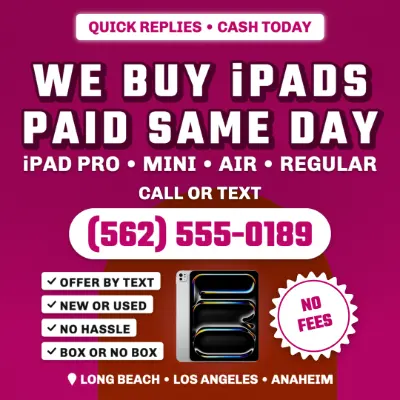 QUICK REPLIES • CASH TODAY
WE BUY iPADS
PAID SAME DAY
iPAD PRO • MINI • AIR • REGULAR
CALL OR TEXT
(562) 555-0189
✓ OFFER BY TEXT
✓ NEW OR USED
✓ NO HASSLE
✓ BOX OR NO BOX
NO
FEES
LONG BEACH • LOS ANGELES • ANAHEIM